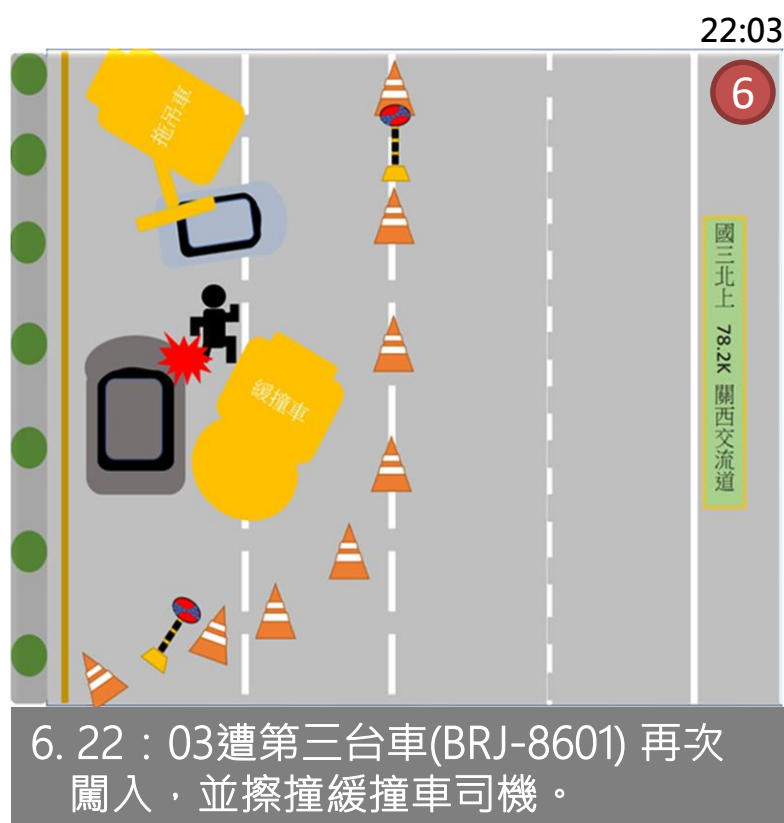 22:03
6
拖吊車
緩撞車
國三北上 78.2K 關西交流道
6. 22：03遭第三台車(BRJ-8601) 再次
闖入，並擦撞緩撞車司機。